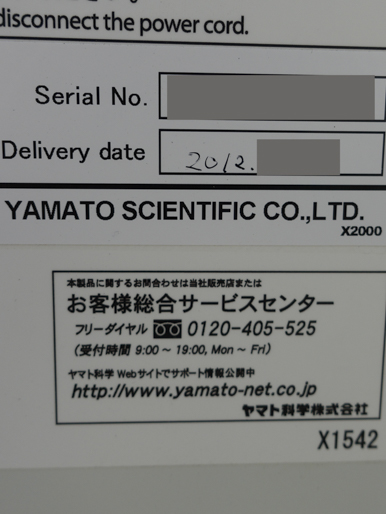 disconnect the power cord.
Serial No.
Delivery date 2012.
YAMATO SCIENTIFIC CO.,LTD.
X2000
本製品に関するお問合わせは当社販売店または
お客様総合サービスセンター
フリーダイヤル 0120-405-525
(受付時間 9:00~19:00, Mon~Fri)
ヤマト科学 Webサイトでサポート情報公開中
http://www.yamato-net.co.jp
ヤマト科学株式会社
X1542